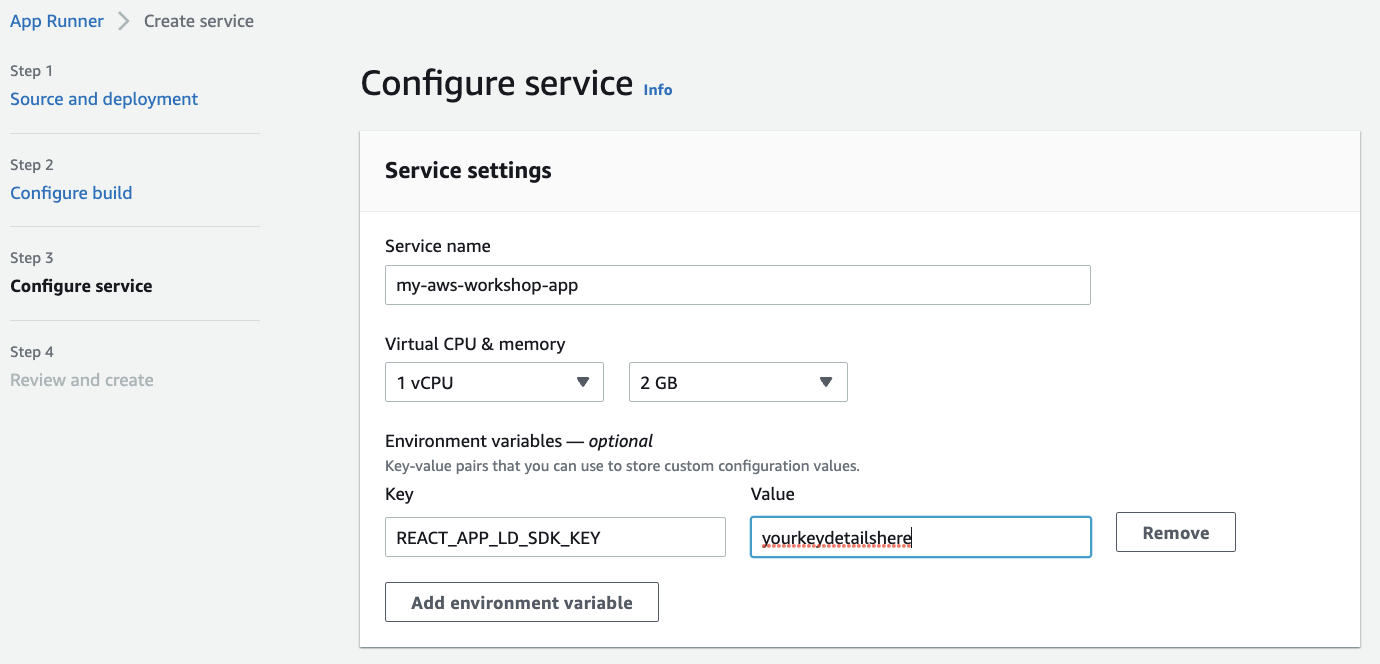 App Runner Create service
Step 1
Source and deployment
Step 2
Configure build
Step 3
Configure service
Step 4
Review and create
Configure service Info
Service settings
Service name
my-aws-workshop-app
Virtual CPU & memory
1 vCPU 2 GB
Environment variables — optional
Key-value pairs that you can use to store custom configuration values.
Key Value
REACT_APP_LD_SDK_KEY yourkeydetailshere Remove
Add environment variable